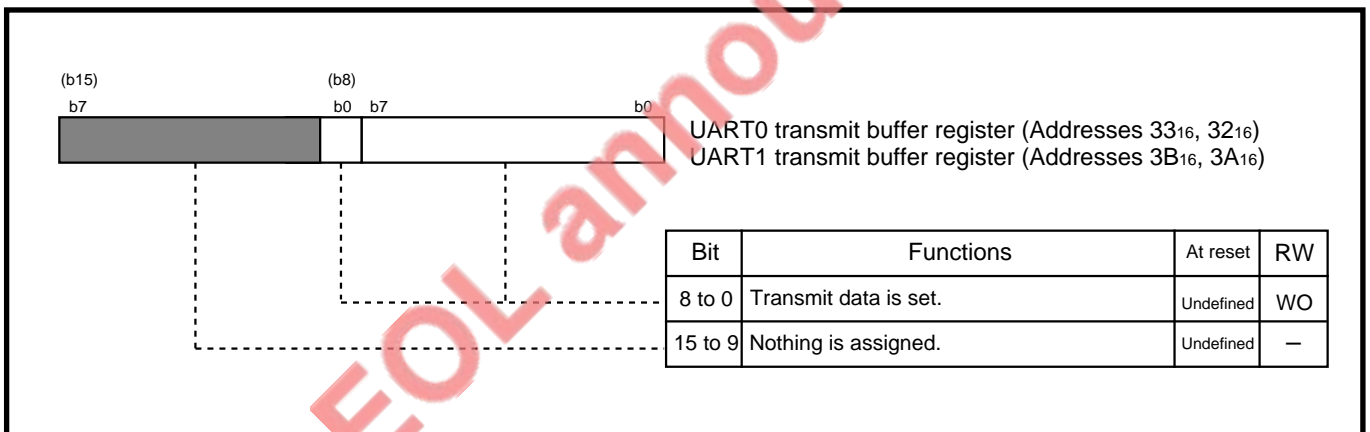 (b15) (b8)
b7 b0 b7 b0
UART0 transmit buffer register (Addresses 33₁₆, 32₁₆)
UART1 transmit buffer register (Addresses 3B₁₆, 3A₁₆)
Bit Functions At reset RW
8 to 0 Transmit data is set. Undefined WO
15 to 9 Nothing is assigned. Undefined –
EOL annou